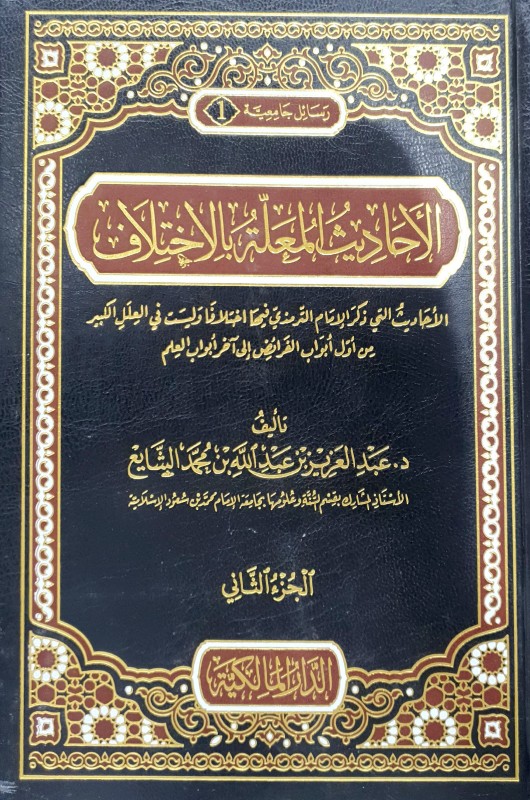 رسائل جامعية 1
الأحاديث المعلة بالاختلاف
الأحاديث التي ذكر الإمام الترمذي فيها اختلافا وليست في العلل الكبير
من أول أبواب الفرائض إلى آخر أبواب العلم
تأليف
د. عبد العزيز بن عبد الله بن محمد الشايع
الأستاذ المشارك بقسم السنة وعلومها بجامعة الإمام محمد بن سعود الإسلامية
الجزء الثاني
الدار المالكية